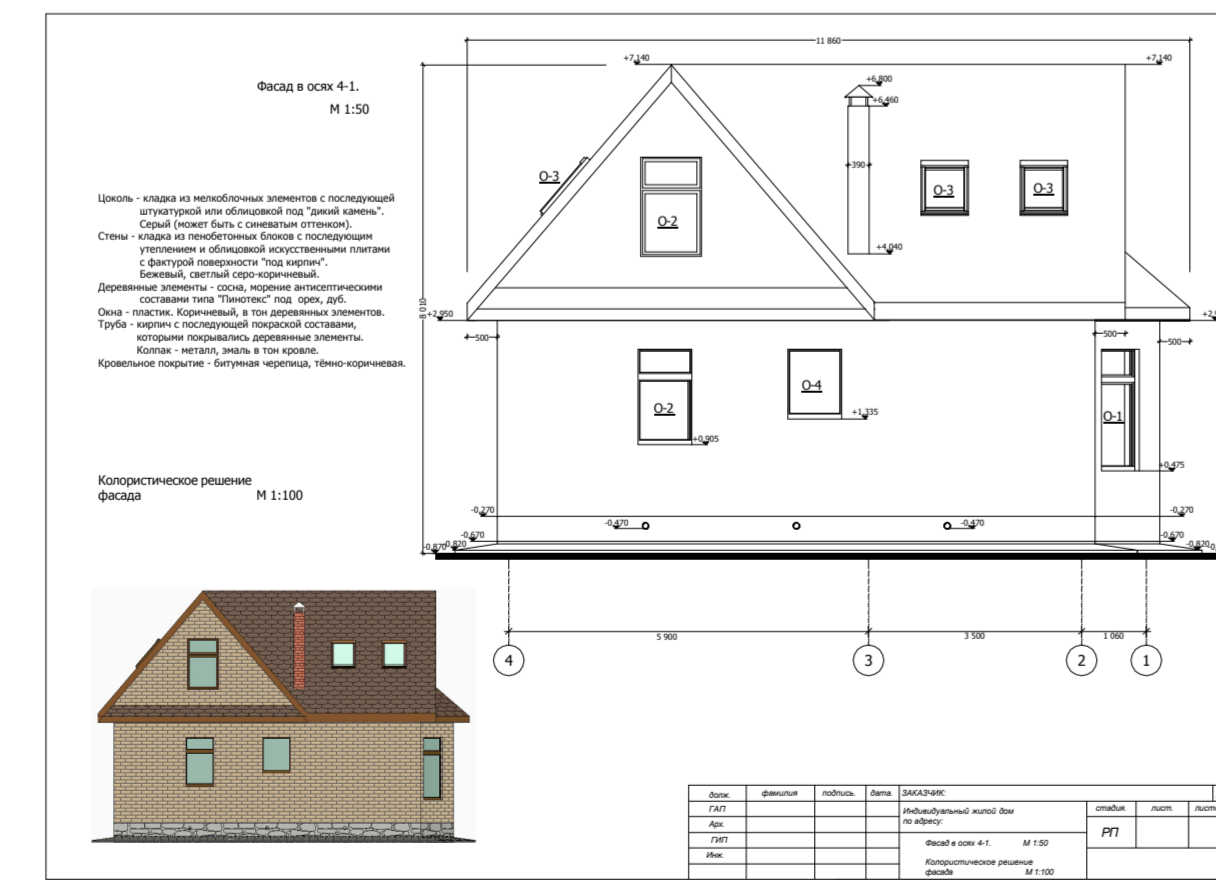 Фасад в осях 4-1.
М 1:50
Цоколь - кладка из мелкоблочных элементов с последующей
штукатуркой или облицовкой под "дикий камень".
Серый (может быть с синеватым оттенком).
Стены - кладка из пенобетонных блоков с последующим
утеплением и облицовкой искусственными плитами
с фактурой поверхности "под кирпич".
Бежевый, светлый серо-коричневый.
Деревянные элементы - сосна, морение антисептическими
составами типа "Пинотекс" под орех, дуб.
Окна - пластик. Коричневый, в тон деревянных элементов.
Труба - кирпич с последующей покраской составами,
которыми покрывались деревянные элементы.
Колпак - металл, эмаль в тон кровле.
Кровельное покрытие - битумная черепица, тёмно-коричневая.
Колористическое решение
фасада М 1:100
11 860
+7,140 +7,140
+6,800
+6,460
390
О-3 О-2 О-3 О-3
+4,040
8 010
+2,950
500 500 500
О-2 О-4 О-1
+1,335
+0,905
+0,475
-0,270 -0,270
-0,470 -0,470
-0,670 -0,670
-0,870 -0,820 -0,820
5 900 3 500 1 060
4 3 2 1
долж. фамилия подпись. дата. ЗАКАЗЧИК:
ГАП Индивидуальный жилой дом стадия. лист.
Арх. по адресу: РП
ГИП Фасад в осях 4-1. М 1:50
Инж. Колористическое решение
фасада М 1:100